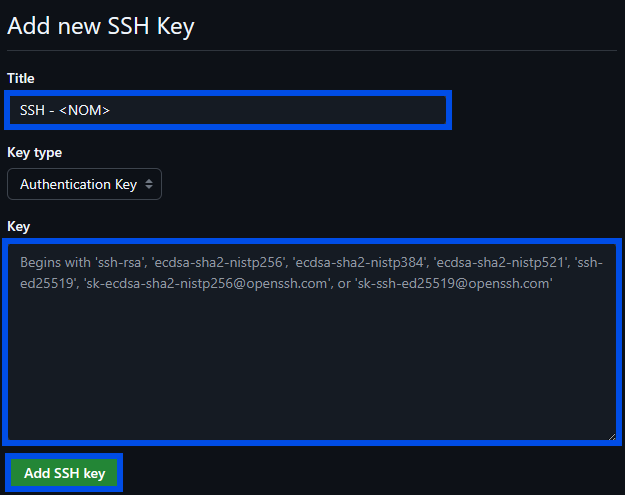 Add new SSH Key
Title
SSH - <NOM>
Key type
Authentication Key
Key
Begins with 'ssh-rsa', 'ecdsa-sha2-nistp256', 'ecdsa-sha2-nistp384', 'ecdsa-sha2-nistp521', 'ssh-
ed25519', 'sk-ecdsa-sha2-nistp256@openssh.com', or 'sk-ssh-ed25519@openssh.com'
Add SSH key